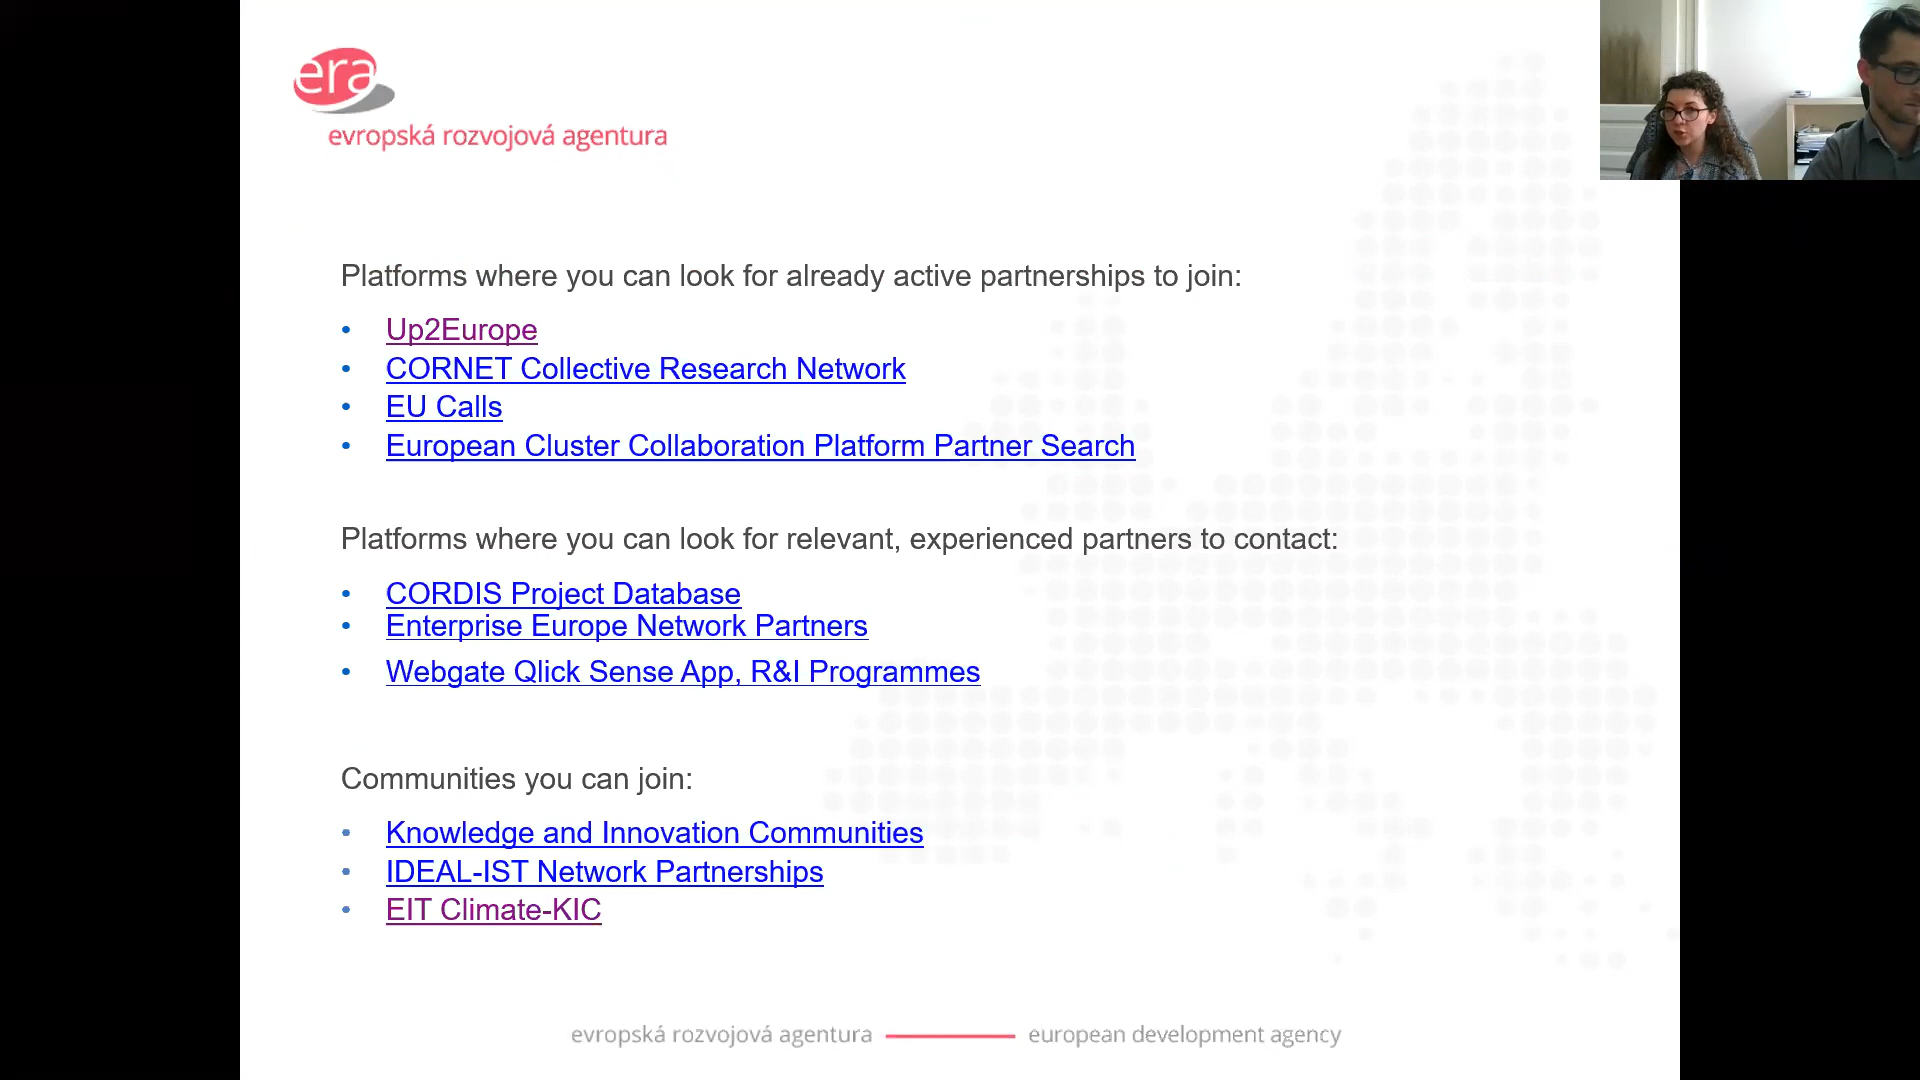 era
evropská rozvojová agentura
Platforms where you can look for already active partnerships to join:
• Up2Europe
• CORNET Collective Research Network
• EU Calls
• European Cluster Collaboration Platform Partner Search
Platforms where you can look for relevant, experienced partners to contact:
• CORDIS Project Database
• Enterprise Europe Network Partners
• Webgate Qlick Sense App, R&I Programmes
Communities you can join:
• Knowledge and Innovation Communities
• IDEAL-IST Network Partnerships
• EIT Climate-KIC
evropská rozvojová agentura european development agency